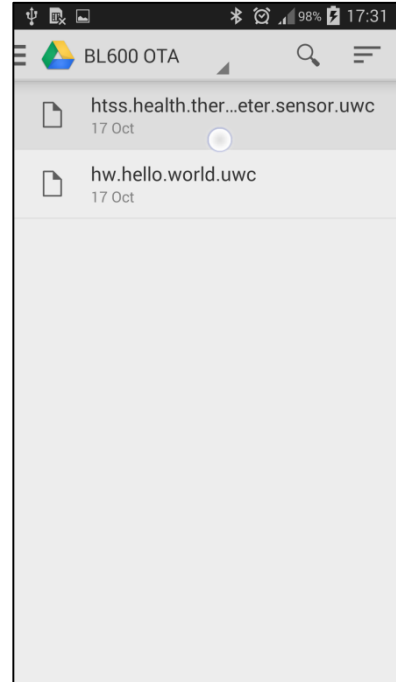 98% 17:31
BL600 OTA
htss.health.ther...eter.sensor.uwc
17 Oct
hw.hello.world.uwc
17 Oct